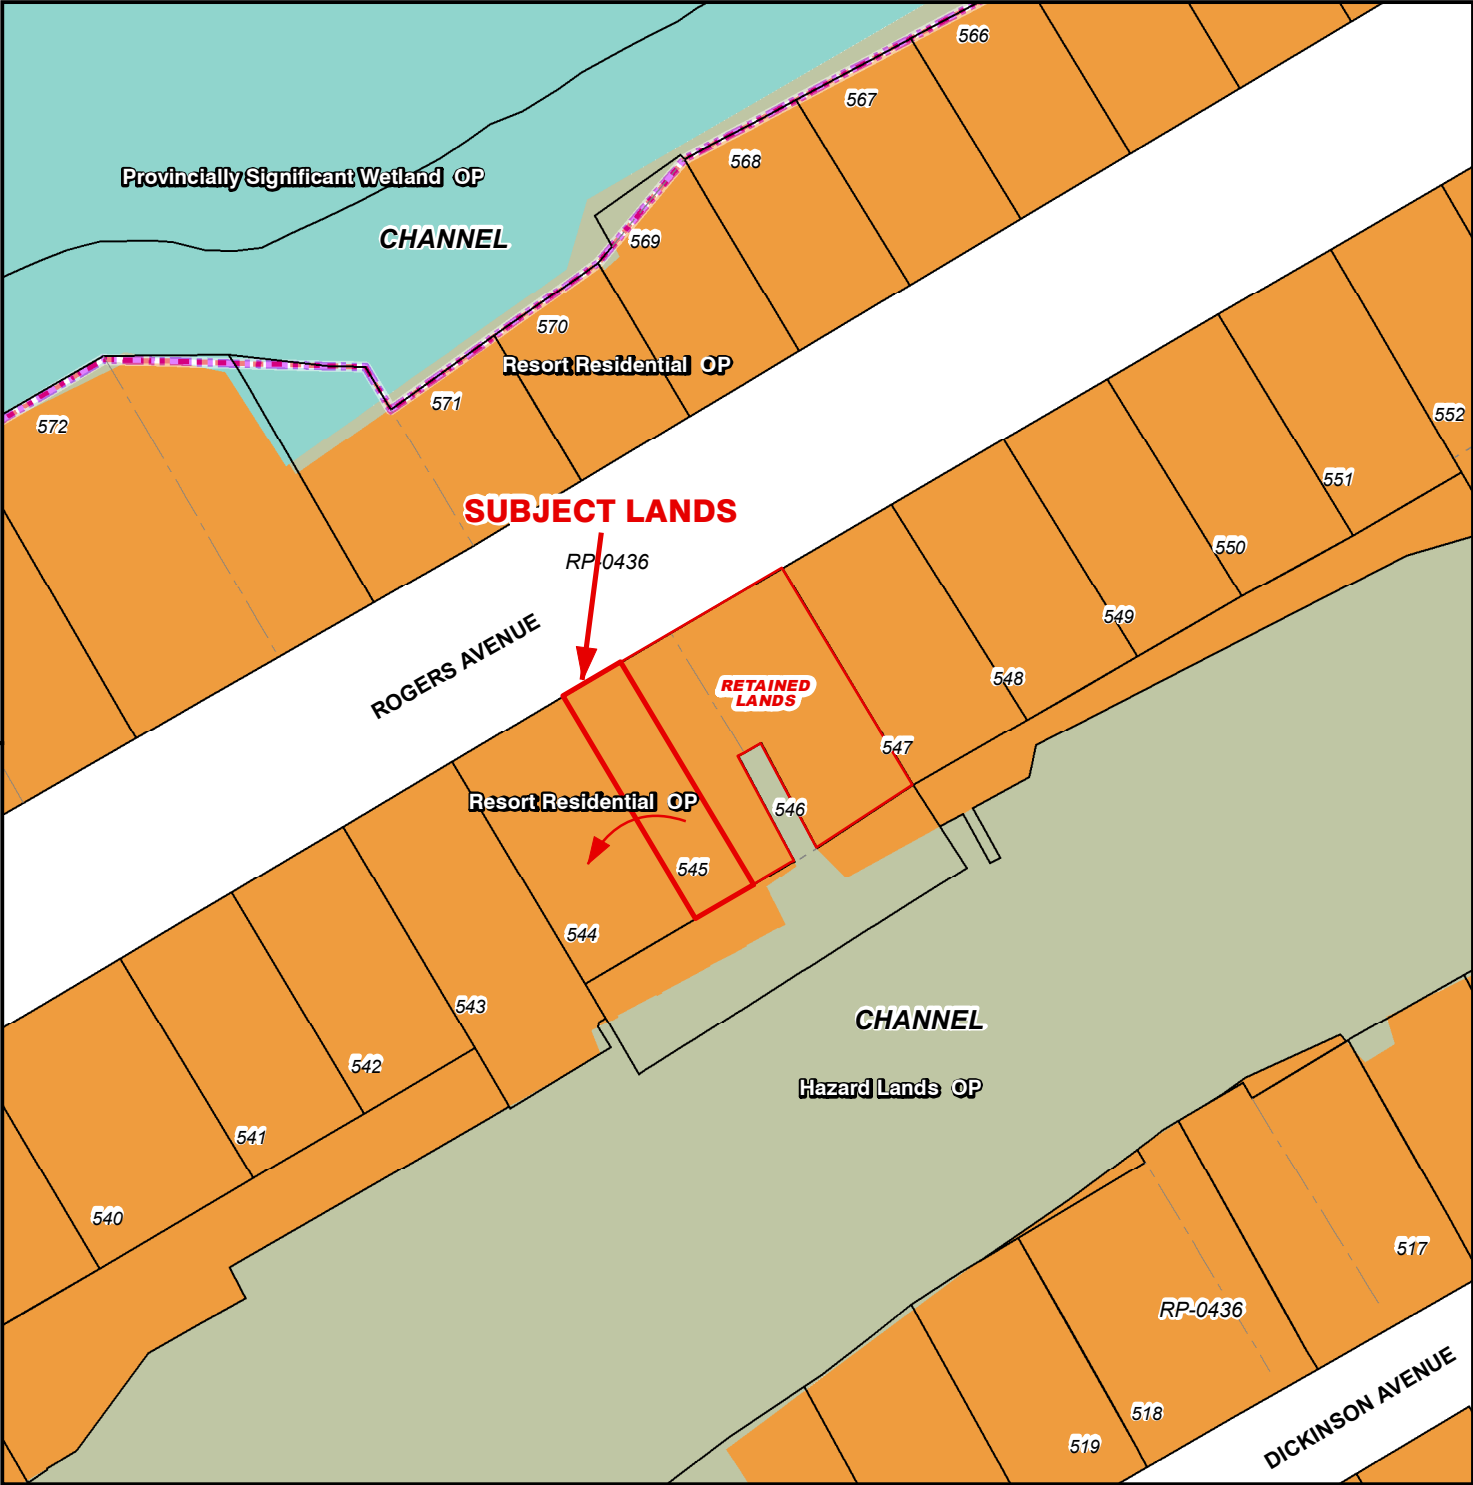 566
567
568
Provincially Significant Wetland OP
CHANNEL
569
570
Resort Residential OP
571
572
552
551
SUBJECT LANDS
550
RP-0436
549
ROGERS AVENUE
548
RETAINED
LANDS
547
Resort Residential OP
546
545
544
543
CHANNEL
542
Hazard Lands OP
541
540
517
RP-0436
DICKINSON AVENUE
518
519